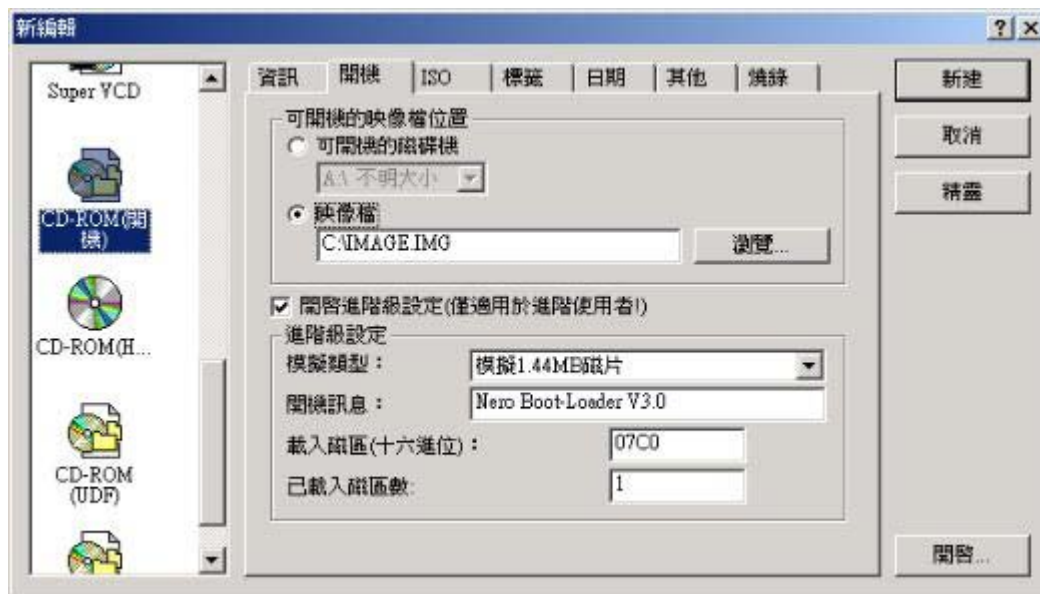 新編輯
Super VCD
CD-ROM(開
機)
CD-ROM(H...
CD-ROM
(UDF)
資訊
開機
ISO
標籤
日期
其他
燒錄
可開機的映像檔位置
可開機的磁碟機
A:\ 不明大小
映像檔
C:\IMAGE.IMG
瀏覽...
開啓進階級設定(僅適用於進階使用者!)
進階級設定
模擬類型：
模擬1.44MB磁片
開機訊息：
Nero Boot-Loader V3.0
載入磁區(十六進位)：
07C0
已載入磁區數:
1
新建
取消
精靈
開啓...